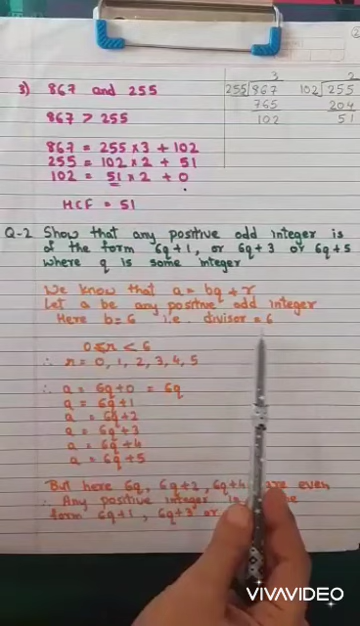 2
3) 867 and 255
867 > 255
867 = 255 × 3 + 102
255 = 102 × 2 + 51
102 = 51 × 2 + 0
HCF = 51
3
255 867
765
102
2
102 255
204
51
Q-2 Show that any positive odd integer is
of the form 6q+1, or 6q+3 or 6q+5
where q is some integer
We know that a = bq + r
Let a be any positive odd integer
Here b = 6 i.e. divisor = 6
0 ≤ r < 6
∴ r = 0, 1, 2, 3, 4, 5
∴ a = 6q+0 = 6q
a = 6q+1
a = 6q+2
a = 6q+3
a = 6q+4
a = 6q+5
But here 6q, 6q+2, 6q+4 are even
∴ Any positive integer is
form 6q+1, 6q+3 or
VIVAVIDEO